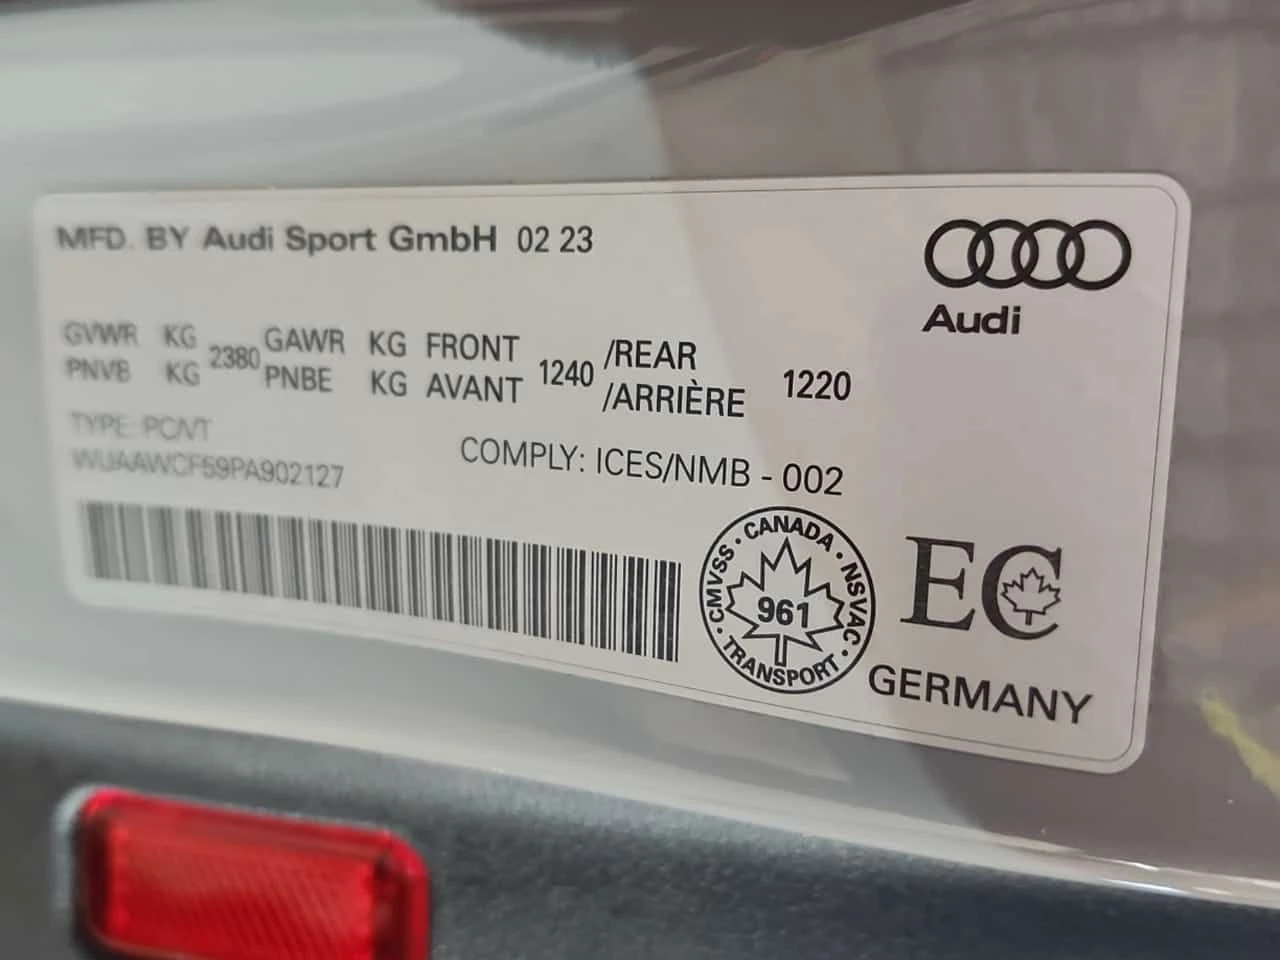 MFD. BY Audi Sport GmbH 02 23
Audi
GVWR KG 2380 GAWR KG FRONT 1240 /REAR 1220
PNVB KG PNBE KG AVANT /ARRIÈRE
TYPE: PC/VT
WUAAWCF59PA902127
COMPLY: ICES/NMB - 002
· CANADA · NSVAC · TRANSPORT · CMVSS
961
EC
GERMANY